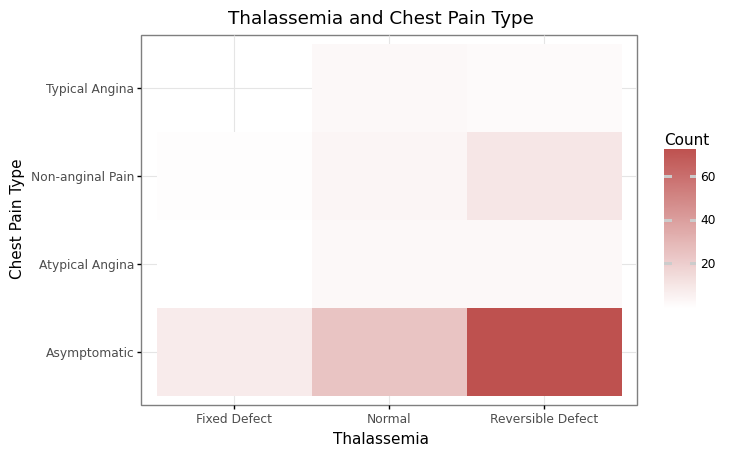 Thalassemia and Chest Pain Type
Chest Pain Type
Typical Angina
Non-anginal Pain
Atypical Angina
Asymptomatic
Fixed Defect
Normal
Reversible Defect
Thalassemia
Count
60
40
20